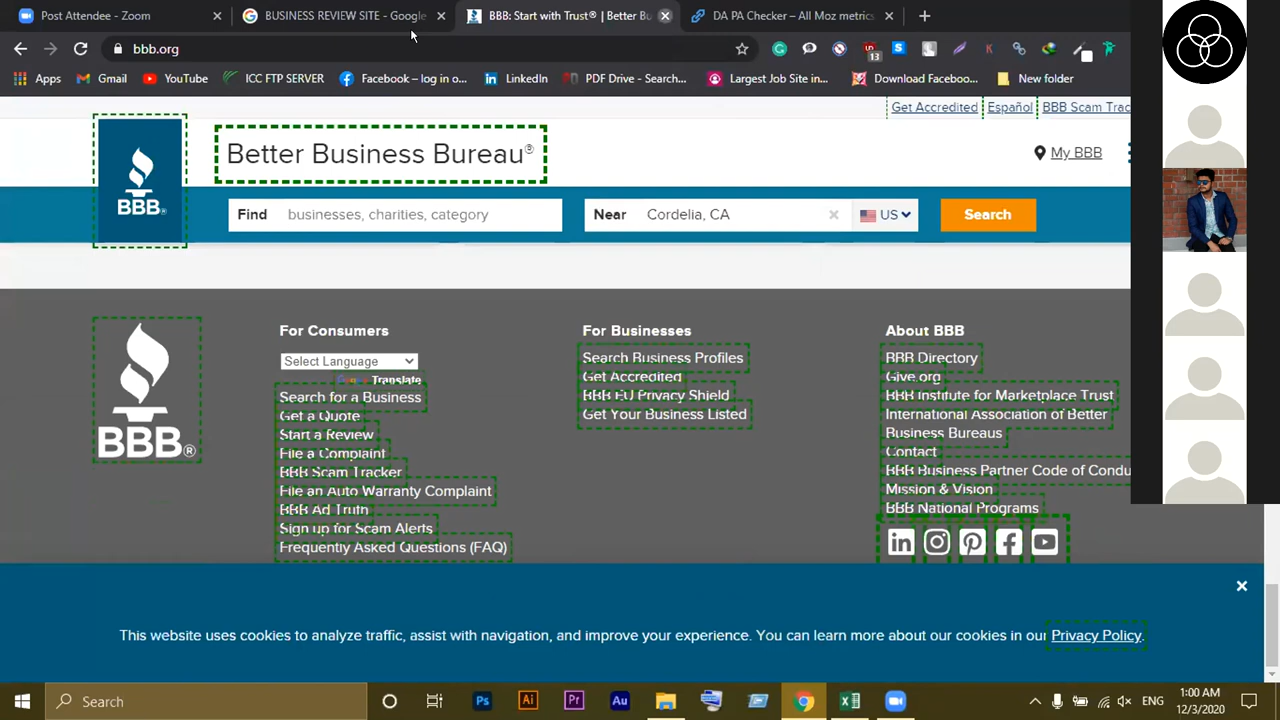 Post Attendee - Zoom
BUSINESS REVIEW SITE - Google
BBB: Start with Trust® | Better Bu
DA PA Checker – All Moz metrics
bbb.org
13
Apps
Gmail
YouTube
ICC FTP SERVER
Facebook – log in o...
LinkedIn
PDF Drive - Search...
Largest Job Site in...
Download Faceboo...
New folder
Get Accredited
Español
BBB Scam Trac
BBB®
Better Business Bureau®
My BBB
Find
businesses, charities, category
Near
Cordelia, CA
US
Search
BBB®
For Consumers
Select Language
Translate
Search for a Business
Get a Quote
Start a Review
File a Complaint
BBB Scam Tracker
File an Auto Warranty Complaint
BBB Ad Truth
Sign up for Scam Alerts
Frequently Asked Questions (FAQ)
For Businesses
Search Business Profiles
Get Accredited
BBB EU Privacy Shield
Get Your Business Listed
About BBB
BBB Directory
Give.org
BBB Institute for Marketplace Trust
International Association of Better
Business Bureaus
Contact
BBB Business Partner Code of Condu
Mission & Vision
BBB National Programs
This website uses cookies to analyze traffic, assist with navigation, and improve your experience. You can learn more about our cookies in our Privacy Policy.
Search
Ps
Ai
Pr
Au
ENG
1:00 AM
12/3/2020